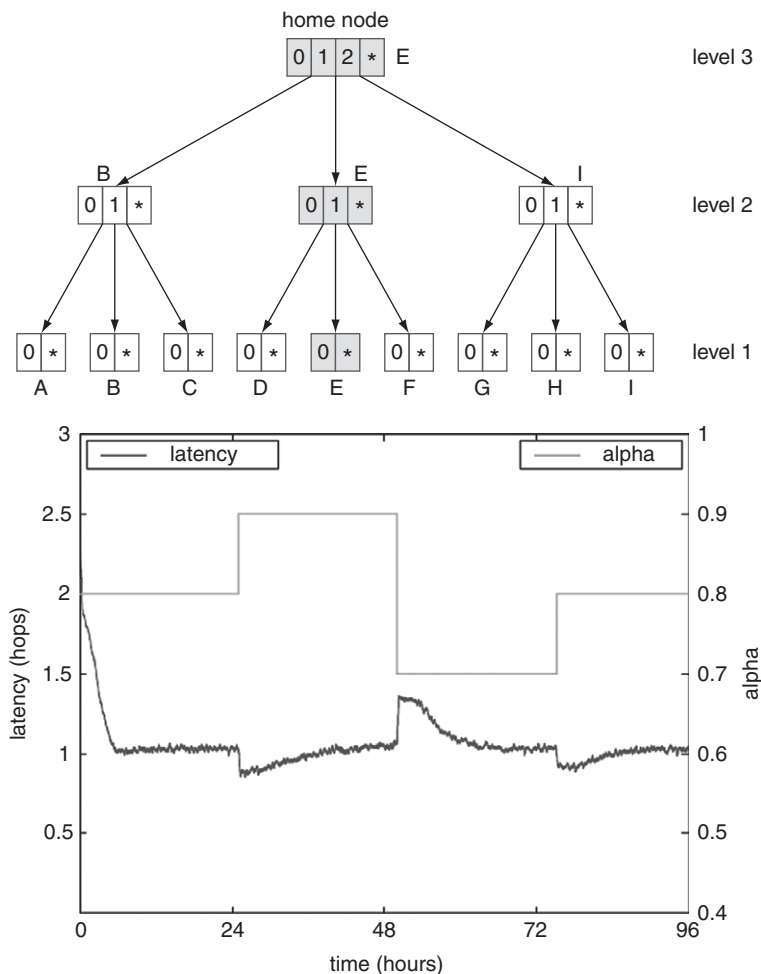 home node
0 1 2 * E level 3
B E I
0 1 * 0 1 * 0 1 * level 2
0 * 0 * 0 * 0 * 0 * 0 * 0 * 0 * 0 * level 1
A B C D E F G H I
3 1
latency alpha
2.5 0.9
2 0.8
1.5 0.7
latency (hops) alpha
1 0.6
0.5 0.5
0.4
0 24 48 72 96
time (hours)